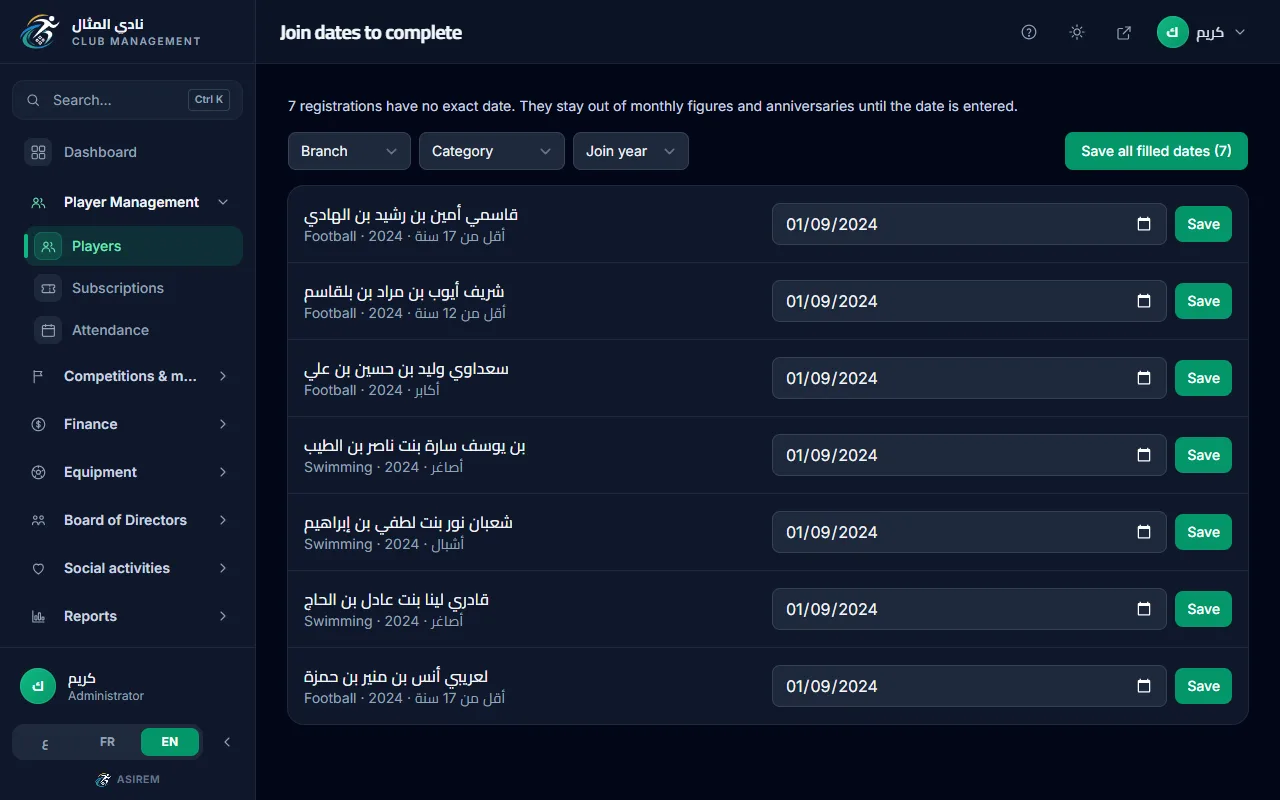 نادي المثال
CLUB MANAGEMENT
Search...
Ctrl K
Dashboard
Player Management
Players
Subscriptions
Attendance
Competitions & m...
Finance
Equipment
Board of Directors
Social activities
Reports
ك
كريم
Administrator
ع
FR
EN
ASIREM
Join dates to complete
ك
كريم
7 registrations have no exact date. They stay out of monthly figures and anniversaries until the date is entered.
Branch
Category
Join year
Save all filled dates (7)
قاسمي أمين بن رشيد بن الهادي
Football · 2024 · أقل من 17 سنة
01/09/2024
Save
شريف أيوب بن مراد بن بلقاسم
Football · 2024 · أقل من 12 سنة
01/09/2024
Save
سعداوي وليد بن حسين بن علي
Football · 2024 · أكابر
01/09/2024
Save
بن يوسف سارة بنت ناصر بن الطيب
Swimming · 2024 · أصاغر
01/09/2024
Save
شعبان نور بنت لطفي بن إبراهيم
Swimming · 2024 · أشبال
01/09/2024
Save
قادري لينا بنت عادل بن الحاج
Swimming · 2024 · أصاغر
01/09/2024
Save
لعريبي أنس بن منير بن حمزة
Football · 2024 · أقل من 17 سنة
01/09/2024
Save